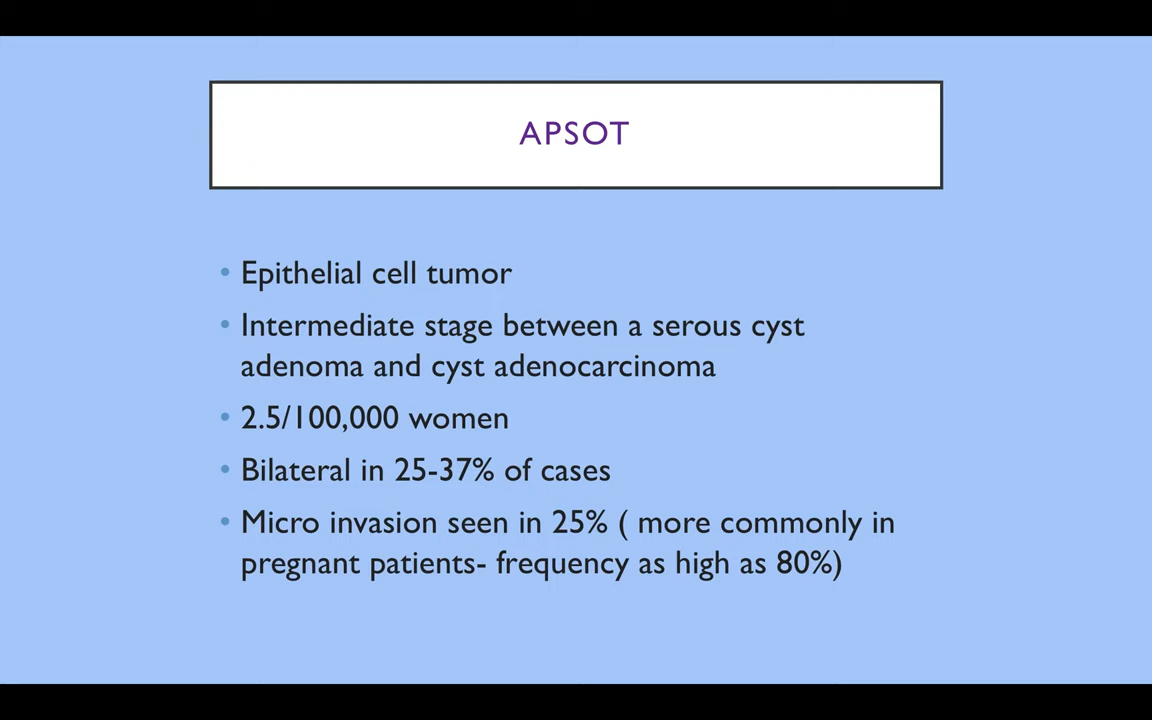 APSOT
• Epithelial cell tumor
• Intermediate stage between a serous cyst
adenoma and cyst adenocarcinoma
• 2.5/100,000 women
• Bilateral in 25-37% of cases
• Micro invasion seen in 25% ( more commonly in
pregnant patients- frequency as high as 80%)